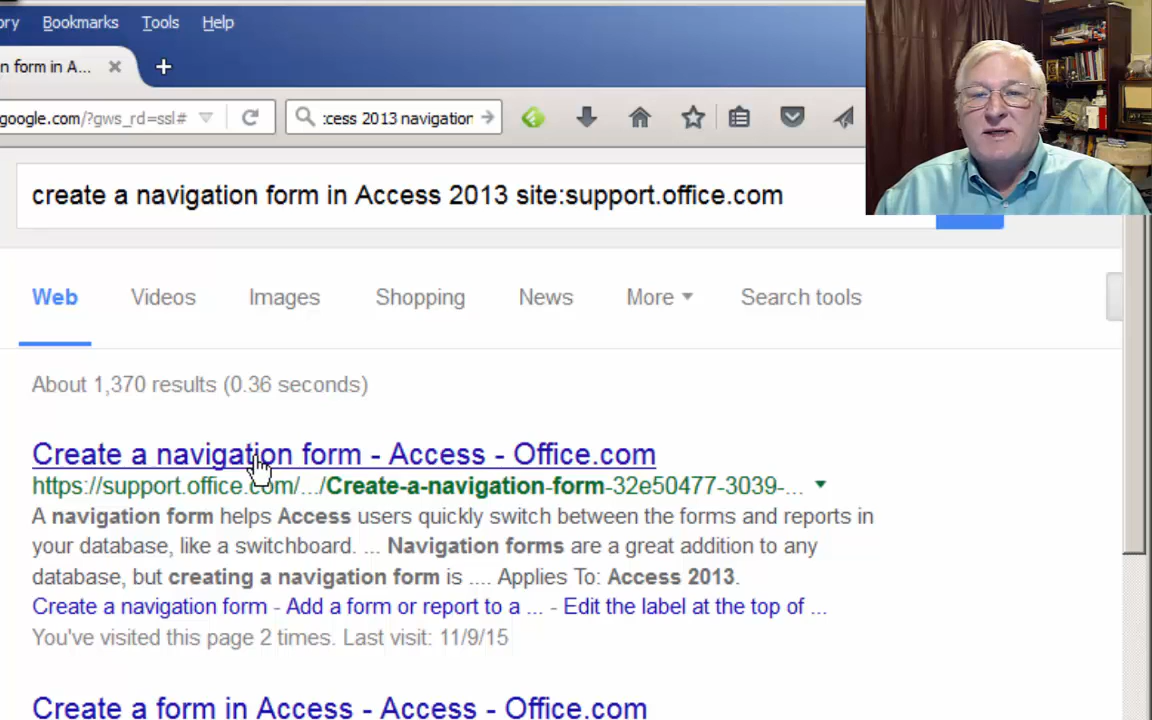 ory Bookmarks Tools Help
n form in A...
google.com/?gws_rd=ssl# :cess 2013 navigation
create a navigation form in Access 2013 site:support.office.com
Web Videos Images Shopping News More Search tools
About 1,370 results (0.36 seconds)
Create a navigation form - Access - Office.com
https://support.office.com/.../Create-a-navigation-form-32e50477-3039-...
A navigation form helps Access users quickly switch between the forms and reports in
your database, like a switchboard. ... Navigation forms are a great addition to any
database, but creating a navigation form is .... Applies To: Access 2013.
Create a navigation form - Add a form or report to a ... - Edit the label at the top of ...
You've visited this page 2 times. Last visit: 11/9/15
Create a form in Access - Access - Office.com